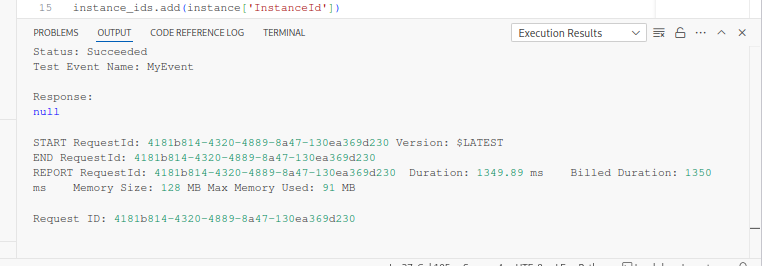 15 instance_ids.add(instance['InstanceId'])
PROBLEMS OUTPUT CODE REFERENCE LOG TERMINAL Execution Results
Status: Succeeded
Test Event Name: MyEvent
Response:
null
START RequestId: 4181b814-4320-4889-8a47-130ea369d230 Version: $LATEST
END RequestId: 4181b814-4320-4889-8a47-130ea369d230
REPORT RequestId: 4181b814-4320-4889-8a47-130ea369d230 Duration: 1349.89 ms Billed Duration: 1350
ms Memory Size: 128 MB Max Memory Used: 91 MB
Request ID: 4181b814-4320-4889-8a47-130ea369d230